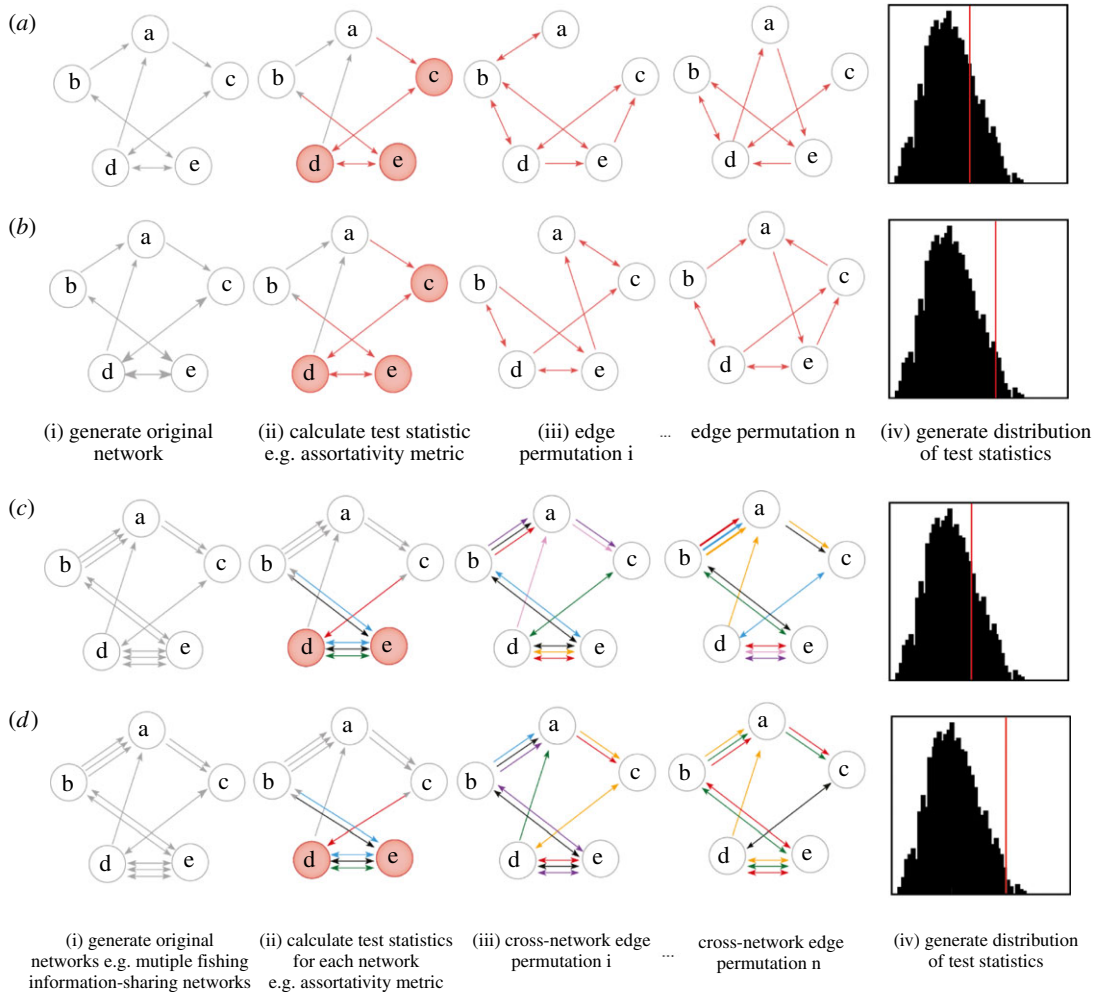 (a)
a
b
c
d
e
a
b
c
d
e
a
b
c
d
e
a
b
c
d
e
(b)
a
b
c
d
e
a
b
c
d
e
a
b
c
d
e
a
b
c
d
e
(i) generate original
network
(ii) calculate test statistic
e.g. assortativity metric
(iii) edge
permutation i
...
edge permutation n
(iv) generate distribution
of test statistics
(c)
a
b
c
d
e
a
b
c
d
e
a
b
c
d
e
a
b
c
d
e
(d)
a
b
c
d
e
a
b
c
d
e
a
b
c
d
e
a
b
c
d
e
(i) generate original
networks e.g. mutiple fishing
information-sharing networks
(ii) calculate test statistics
for each network
e.g. assortativity metric
(iii) cross-network edge
permutation i
...
cross-network edge
permutation n
(iv) generate distribution
of test statistics